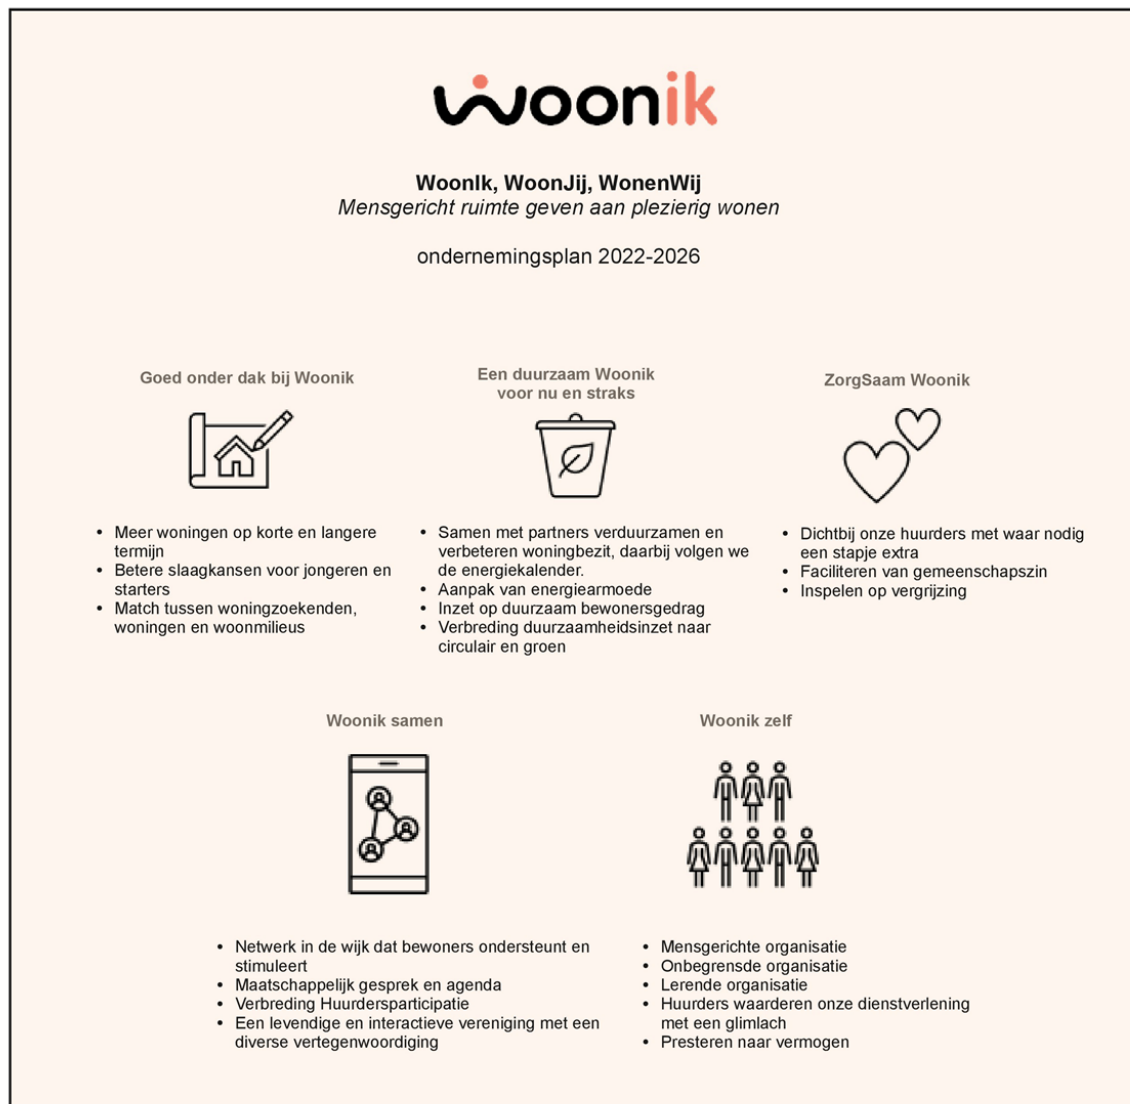 woonik
WoonIk, WoonJij, WonenWij
Mensgericht ruimte geven aan plezierig wonen
ondernemingsplan 2022-2026
Goed onder dak bij Woonik
• Meer woningen op korte en langere
termijn
• Betere slaagkansen voor jongeren en
starters
• Match tussen woningzoekenden,
woningen en woonmilieus
Een duurzaam Woonik
voor nu en straks
• Samen met partners verduurzamen en
verbeteren woningbezit, daarbij volgen we
de energiekalender.
• Aanpak van energiearmoede
• Inzet op duurzaam bewonersgedrag
• Verbreding duurzaamheidsinzet naar
circulair en groen
ZorgSaam Woonik
• Dichtbij onze huurders met waar nodig
een stapje extra
• Faciliteren van gemeenschapszin
• Inspelen op vergrijzing
Woonik samen
• Netwerk in de wijk dat bewoners ondersteunt en
stimuleert
• Maatschappelijk gesprek en agenda
• Verbreding Huurdersparticipatie
• Een levendige en interactieve vereniging met een
diverse vertegenwoordiging
Woonik zelf
• Mensgerichte organisatie
• Onbegrensde organisatie
• Lerende organisatie
• Huurders waarderen onze dienstverlening
met een glimlach
• Presteren naar vermogen